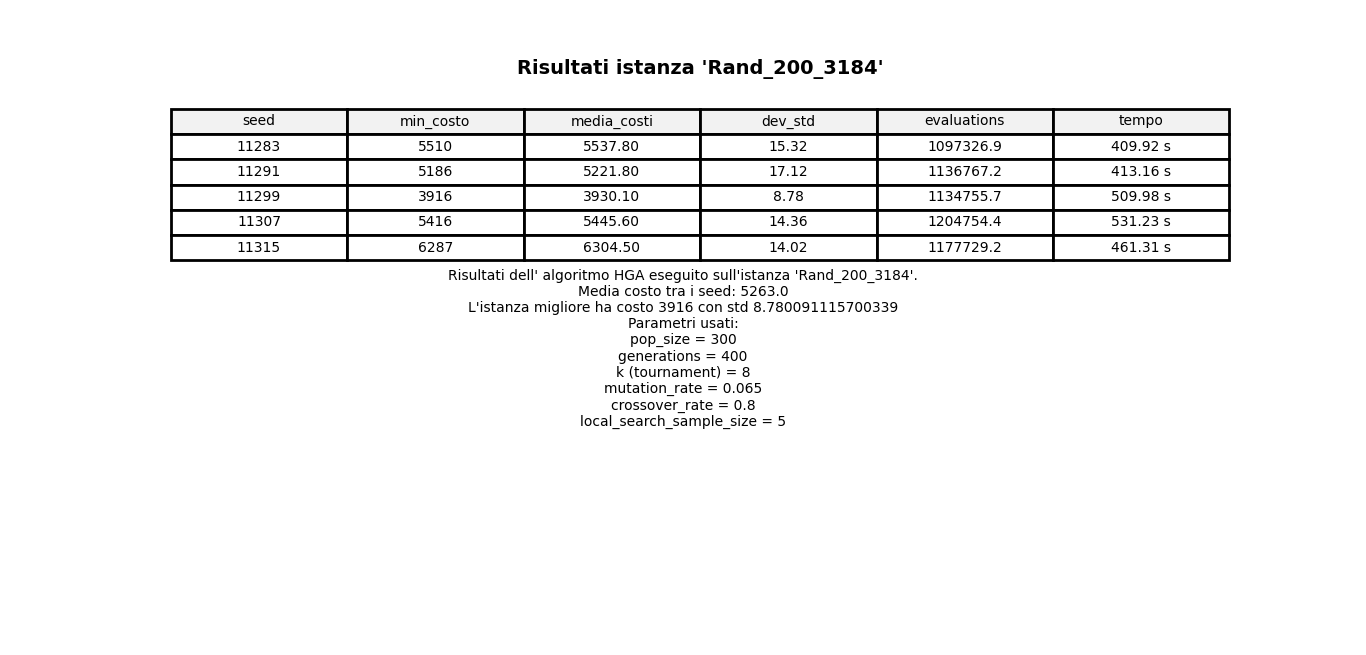 Risultati istanza 'Rand_200_3184'
seed min_costo media_costi dev_std evaluations tempo
11283 5510 5537.80 15.32 1097326.9 409.92 s
11291 5186 5221.80 17.12 1136767.2 413.16 s
11299 3916 3930.10 8.78 1134755.7 509.98 s
11307 5416 5445.60 14.36 1204754.4 531.23 s
11315 6287 6304.50 14.02 1177729.2 461.31 s
Risultati dell' algoritmo HGA eseguito sull'istanza 'Rand_200_3184'.
Media costo tra i seed: 5263.0
L'istanza migliore ha costo 3916 con std 8.780091115700339
Parametri usati:
pop_size = 300
generations = 400
k (tournament) = 8
mutation_rate = 0.065
crossover_rate = 0.8
local_search_sample_size = 5